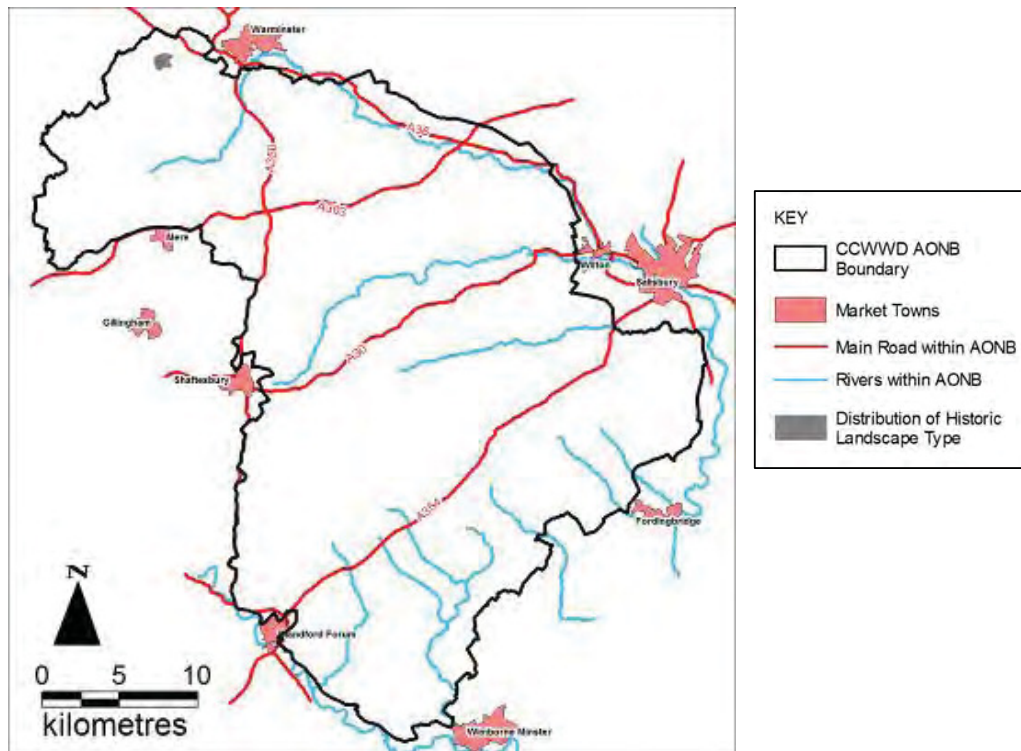 Warminster
A36
A350
A303
Mere
Wilton
Salisbury
Gillingham
A30
Shaftesbury
A354
Fordingbridge
N
Blandford Forum
0 5 10
kilometres
Wimborne Minster
KEY
CCWWD AONB
Boundary
Market Towns
Main Road within AONB
Rivers within AONB
Distribution of Historic
Landscape Type